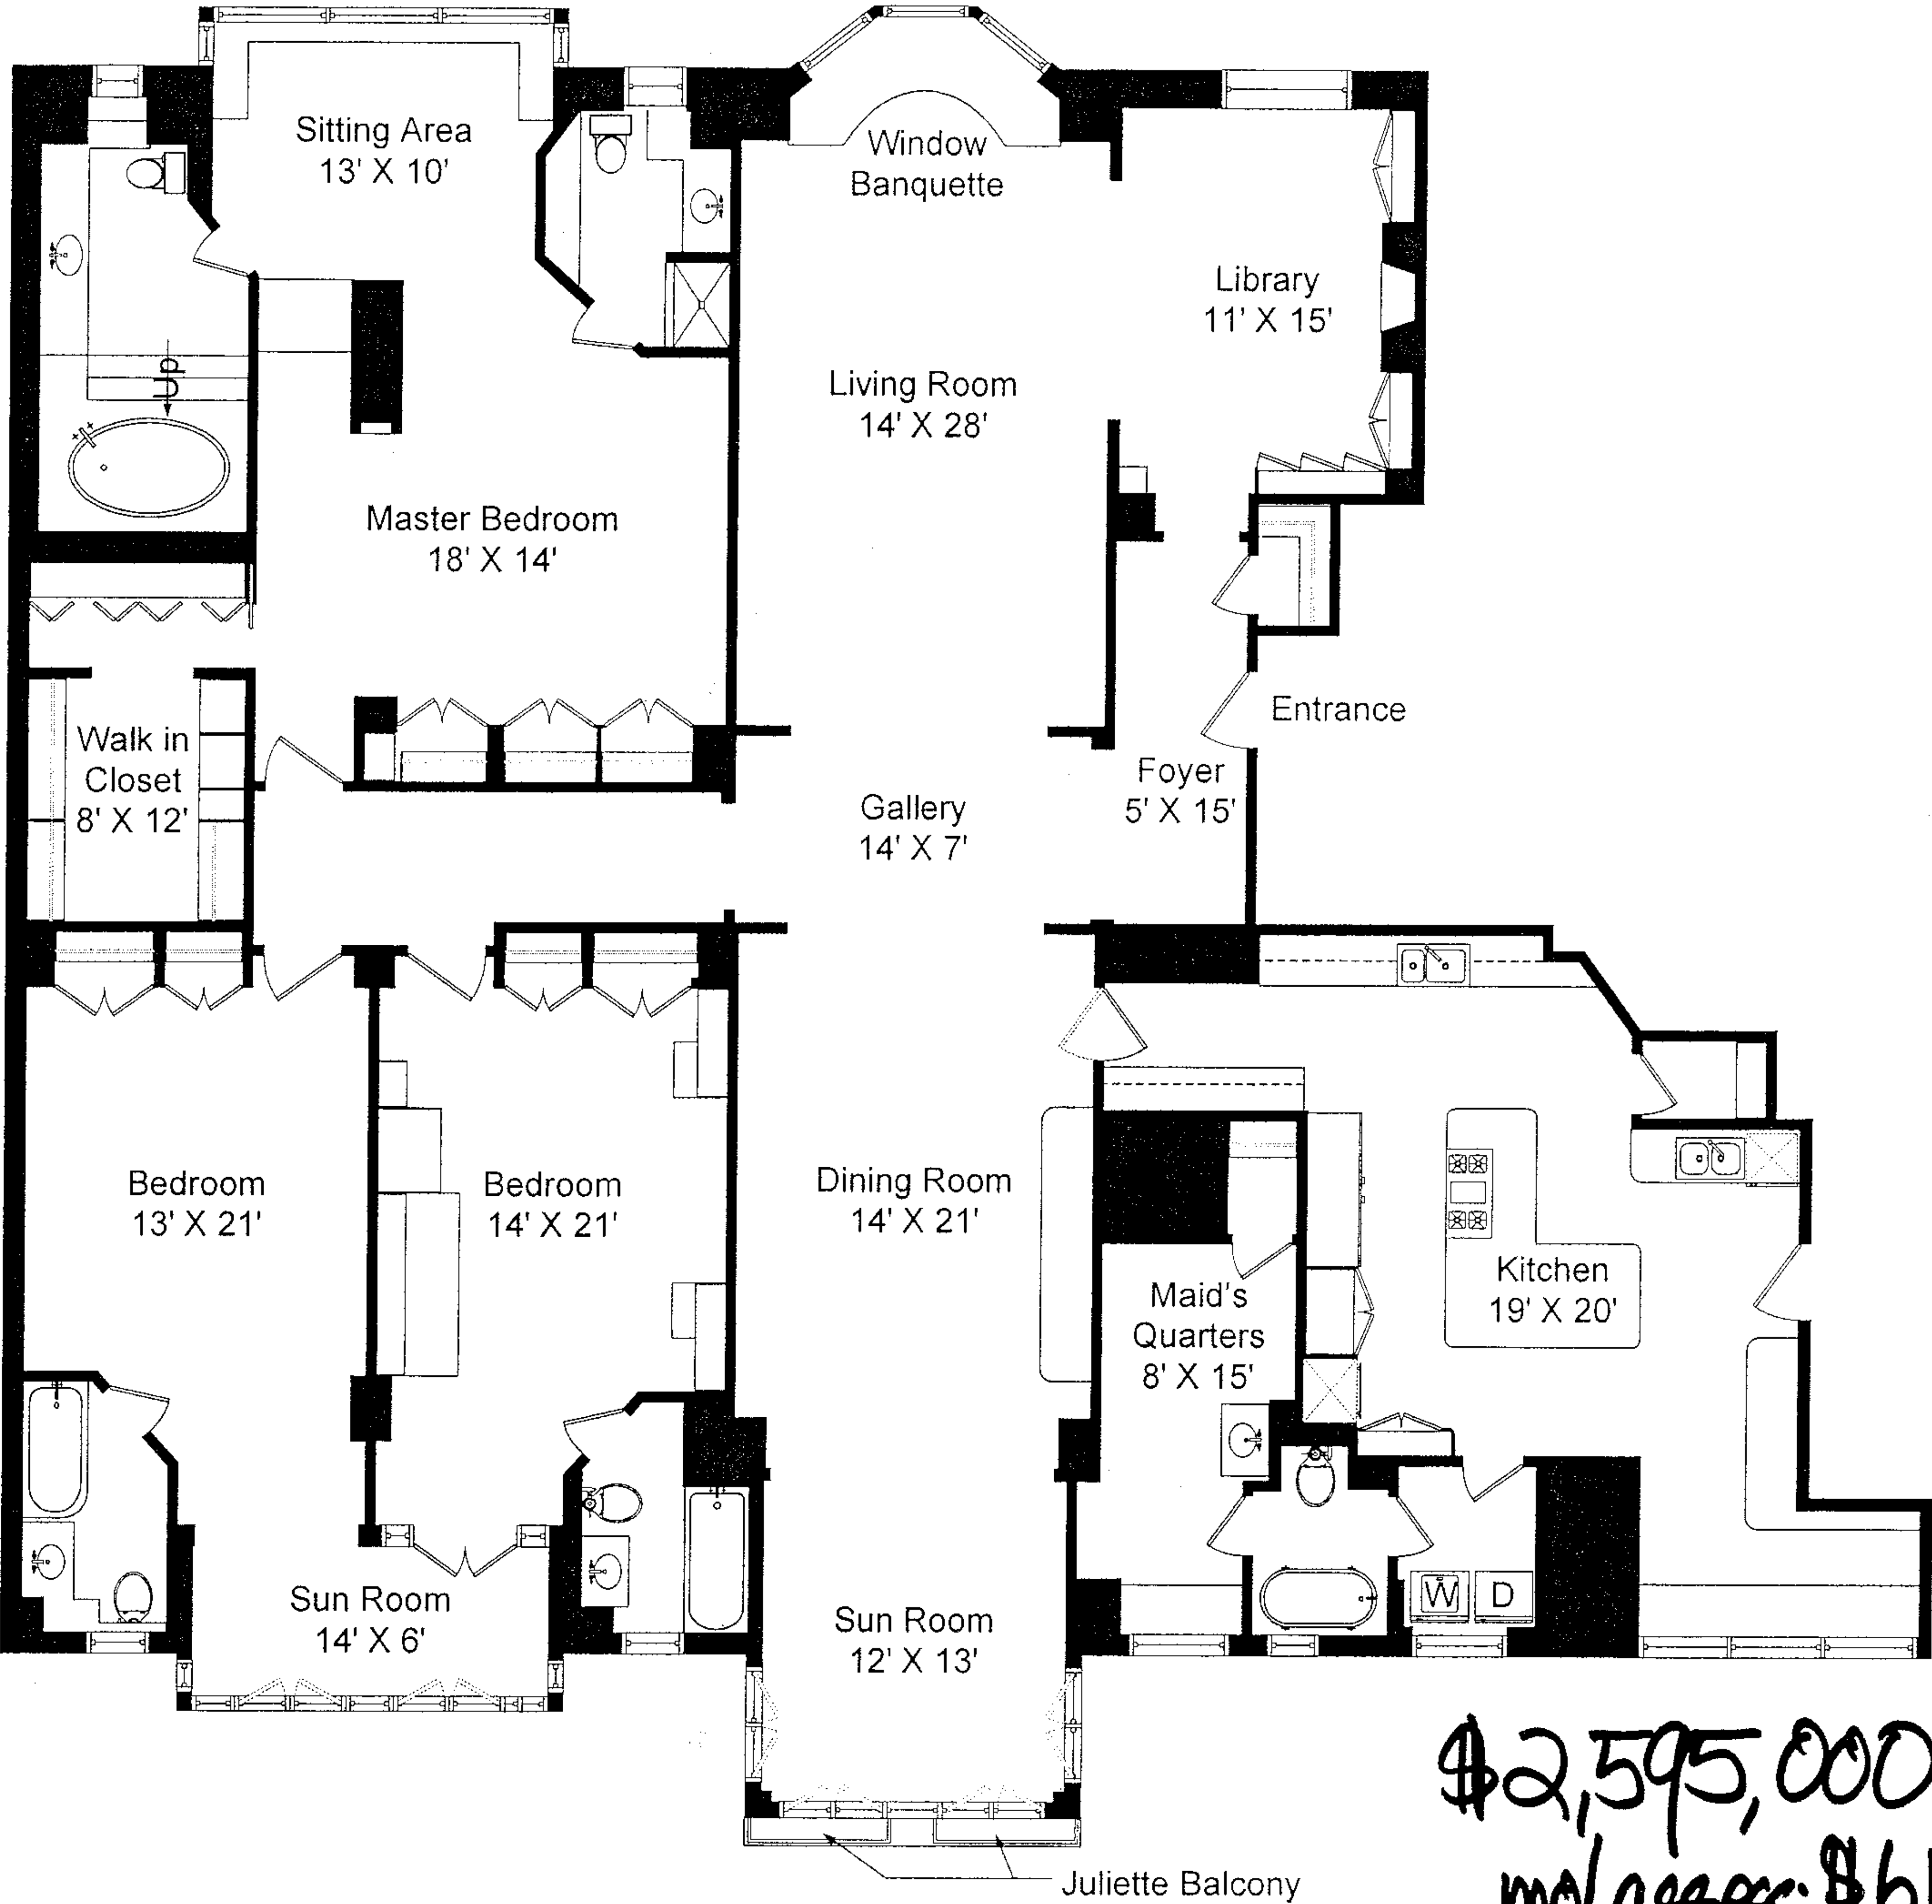 Sitting Area
13' X 10'
Window
Banquette
Library
11' X 15'
Living Room
14' X 28'
up
Master Bedroom
18' X 14'
Entrance
Walk in
Closet
8' X 12'
Foyer
5' X 15'
Gallery
14' X 7'
Bedroom
13' X 21'
Bedroom
14' X 21'
Dining Room
14' X 21'
Kitchen
19' X 20'
Maid's
Quarters
8' X 15'
Sun Room
14' X 6'
Sun Room
12' X 13'
W
D
$2,595,000
Juliette Balcony